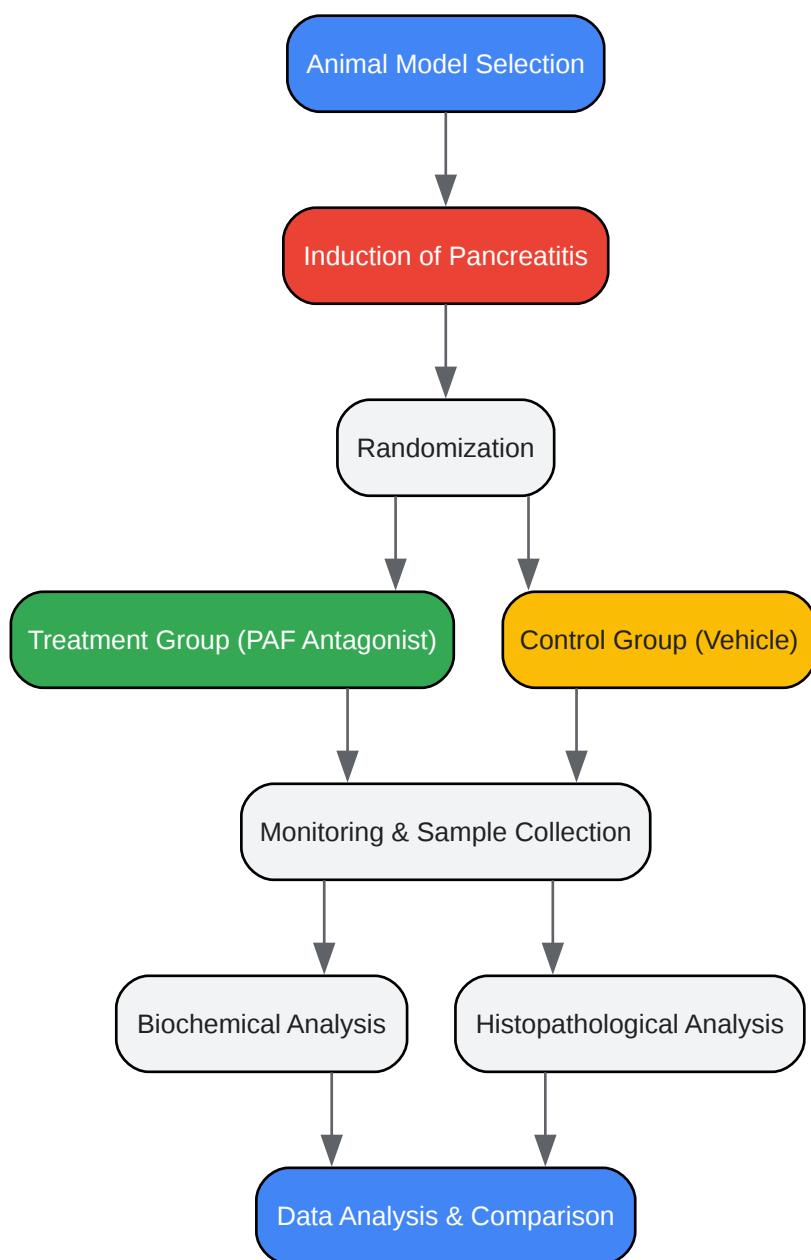 Animal Model Selection
Induction of Pancreatitis
Randomization
Treatment Group (PAF Antagonist)
Control Group (Vehicle)
Monitoring & Sample Collection
Biochemical Analysis
Histopathological Analysis
Data Analysis & Comparison